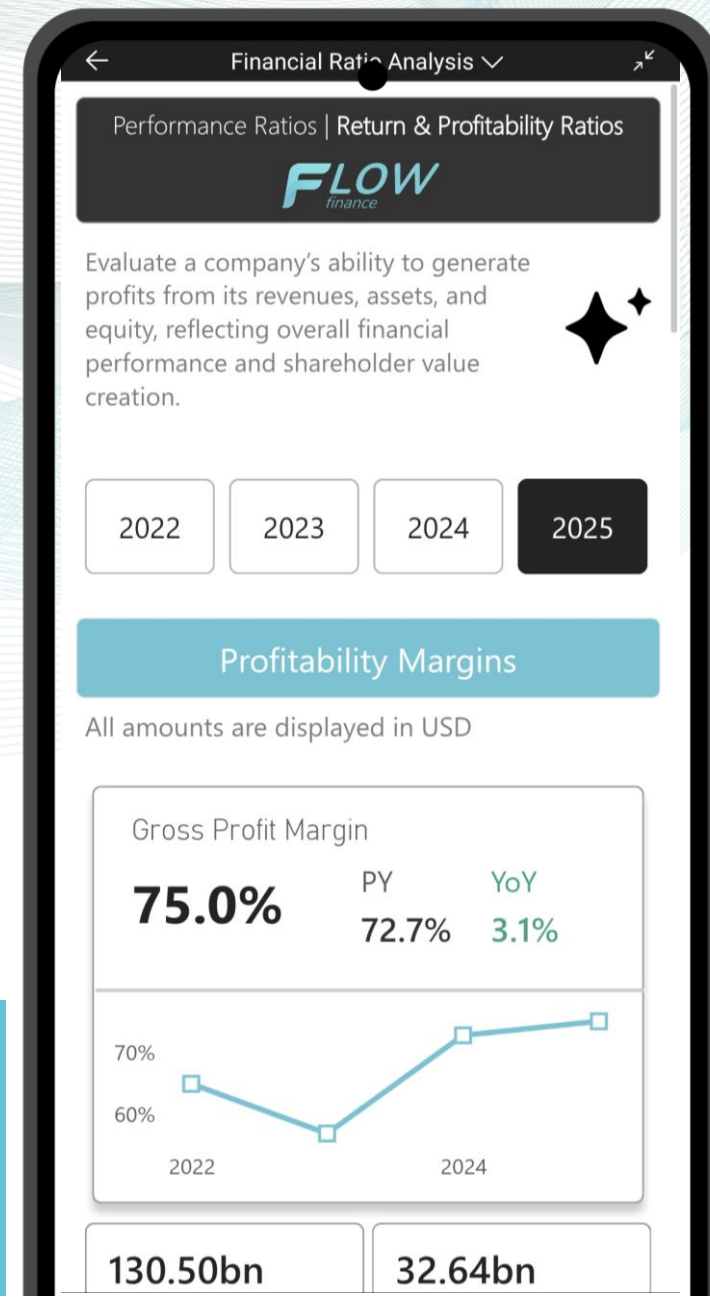 Financial Ratio Analysis
Performance Ratios | Return & Profitability Ratios
FLOW
finance
Evaluate a company's ability to generate
profits from its revenues, assets, and
equity, reflecting overall financial
performance and shareholder value
creation.
2022 2023 2024 2025
Profitability Margins
All amounts are displayed in USD
Gross Profit Margin
75.0% PY YoY
72.7% 3.1%
70%
60%
2022 2024
130.50bn 32.64bn